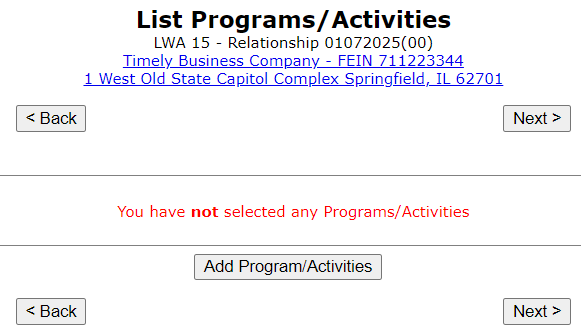 List Programs/Activities
LWA 15 - Relationship 01072025(00)
Timely Business Company - FEIN 711223344
1 West Old State Capitol Complex Springfield, IL 62701
< Back Next >
You have not selected any Programs/Activities
Add Program/Activities
< Back Next >